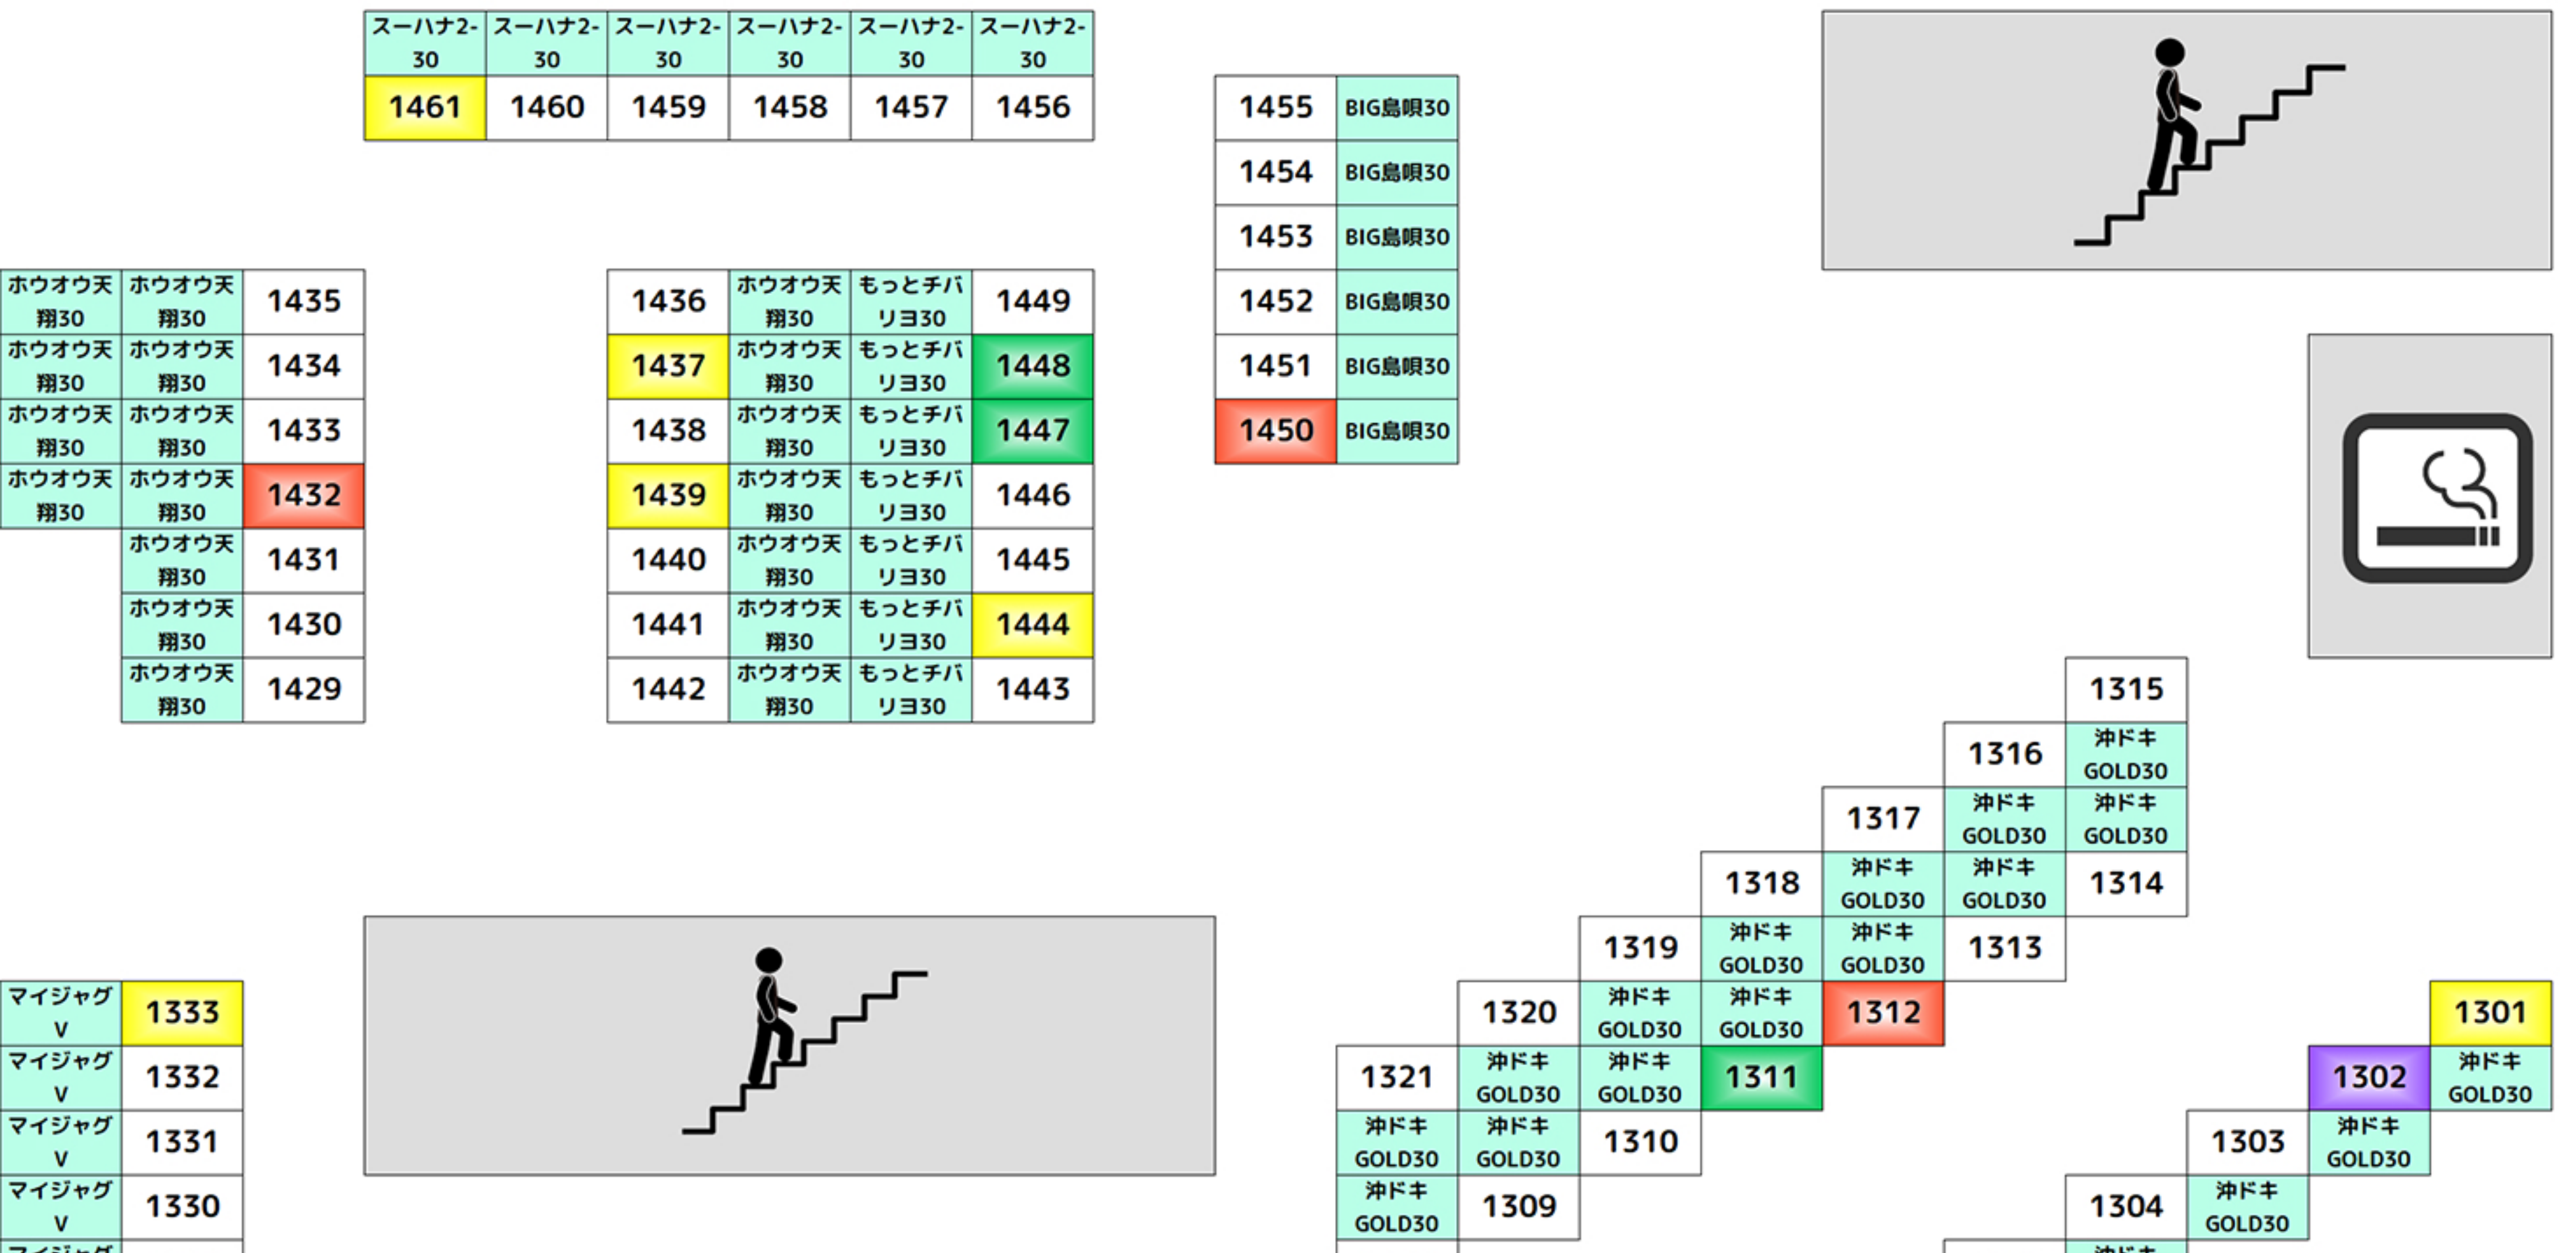 スーハナ2-30 スーハナ2-30 スーハナ2-30 スーハナ2-30 スーハナ2-30 スーハナ2-30
1461 1460 1459 1458 1457 1456
1455 BIG島唄30
1454 BIG島唄30
1453 BIG島唄30
1452 BIG島唄30
1451 BIG島唄30
1450 BIG島唄30
ホウオウ天翔30 ホウオウ天翔30 1435
ホウオウ天翔30 ホウオウ天翔30 1434
ホウオウ天翔30 ホウオウ天翔30 1433
ホウオウ天翔30 ホウオウ天翔30 1432
ホウオウ天翔30 1431
ホウオウ天翔30 1430
ホウオウ天翔30 1429
1436 ホウオウ天翔30 もっとチバリヨ30 1449
1437 ホウオウ天翔30 もっとチバリヨ30 1448
1438 ホウオウ天翔30 もっとチバリヨ30 1447
1439 ホウオウ天翔30 もっとチバリヨ30 1446
1440 ホウオウ天翔30 もっとチバリヨ30 1445
1441 ホウオウ天翔30 もっとチバリヨ30 1444
1442 ホウオウ天翔30 もっとチバリヨ30 1443
1315
1316 沖ドキGOLD30
1317 沖ドキGOLD30 沖ドキGOLD30
1318 沖ドキGOLD30 沖ドキGOLD30 1314
1319 沖ドキGOLD30 沖ドキGOLD30 1313
1320 沖ドキGOLD30 沖ドキGOLD30 1312
1321 沖ドキGOLD30 沖ドキGOLD30 1311
沖ドキGOLD30 沖ドキGOLD30 1310
沖ドキGOLD30 1309
1301
1302 沖ドキGOLD30
1303 沖ドキGOLD30
1304 沖ドキGOLD30
沖ドキ
マイジャグV 1333
マイジャグV 1332
マイジャグV 1331
マイジャグV 1330
マイジャグ